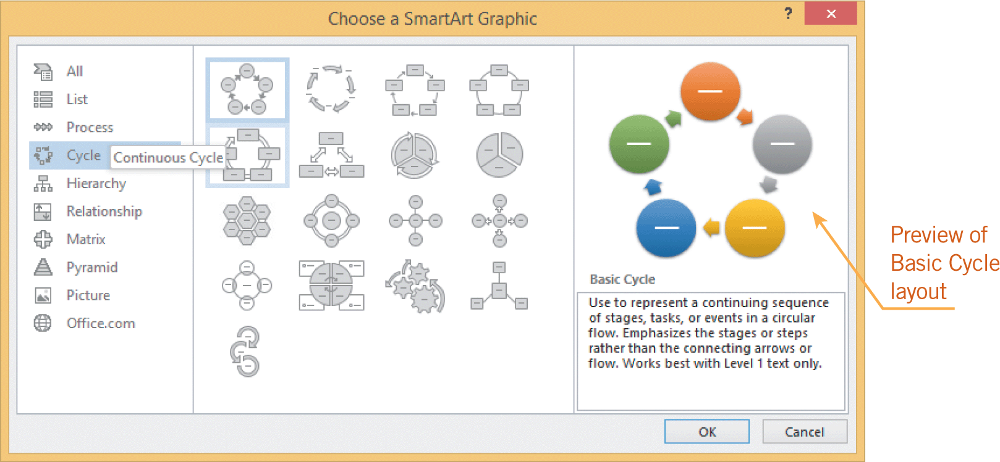 Choose a SmartArt Graphic
?
All
List
Process
Cycle
Continuous Cycle
Hierarchy
Relationship
Matrix
Pyramid
Picture
Office.com
Basic Cycle
Use to represent a continuing sequence
of stages, tasks, or events in a circular
flow. Emphasizes the stages or steps
rather than the connecting arrows or
flow. Works best with Level 1 text only.
OK
Cancel
Preview of
Basic Cycle
layout